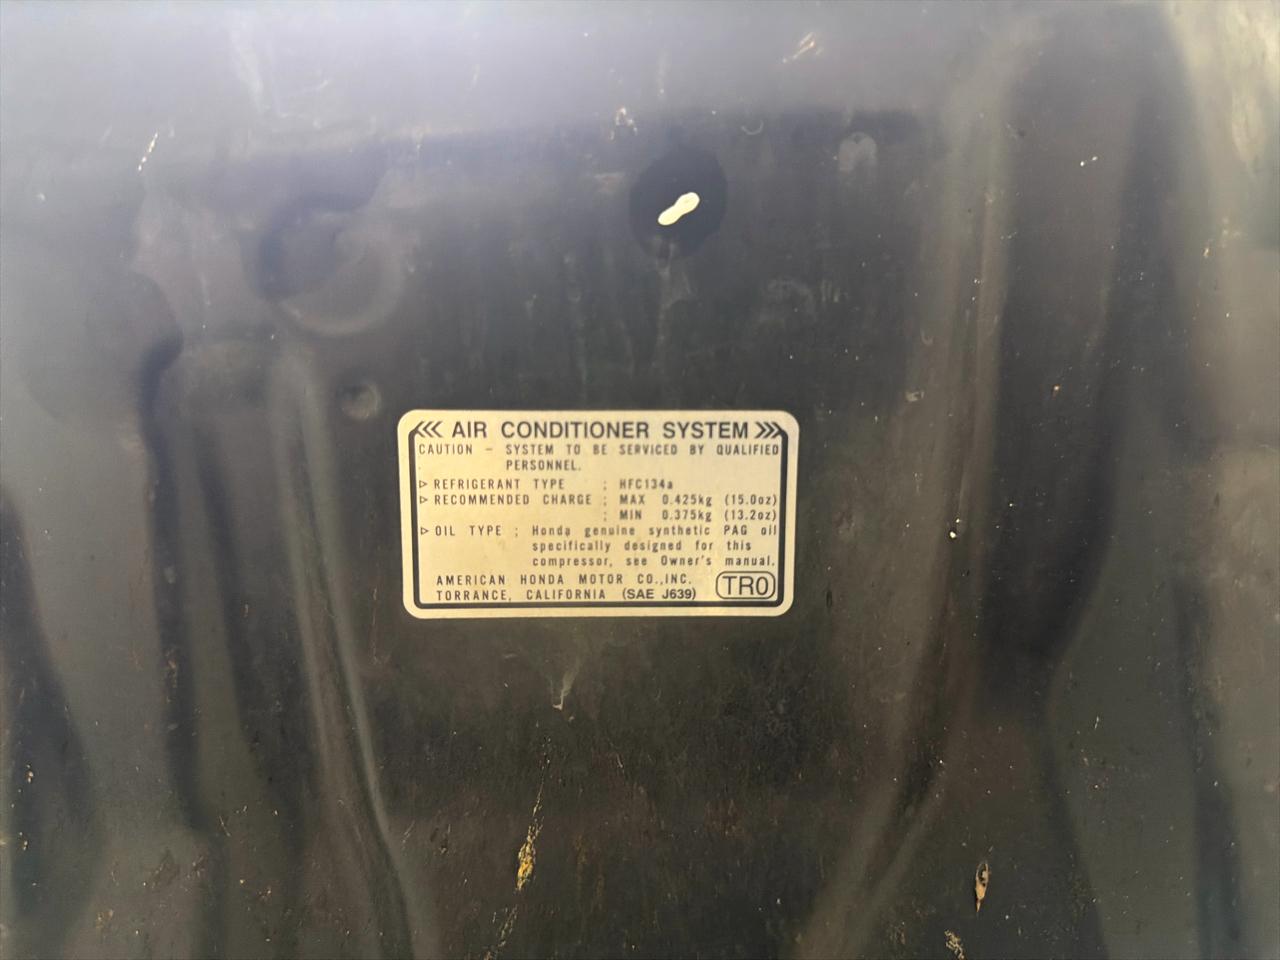 <<< AIR CONDITIONER SYSTEM >>>
CAUTION - SYSTEM TO BE SERVICED BY QUALIFIED
PERSONNEL.
▷ REFRIGERANT TYPE : HFC134a
▷ RECOMMENDED CHARGE : MAX 0.425kg (15.0oz)
: MIN 0.375kg (13.2oz)
▷ OIL TYPE : Honda genuine synthetic PAG oil
specifically designed for this
compressor, see Owner's manual.
AMERICAN HONDA MOTOR CO.,INC.
TORRANCE, CALIFORNIA (SAE J639) TR0